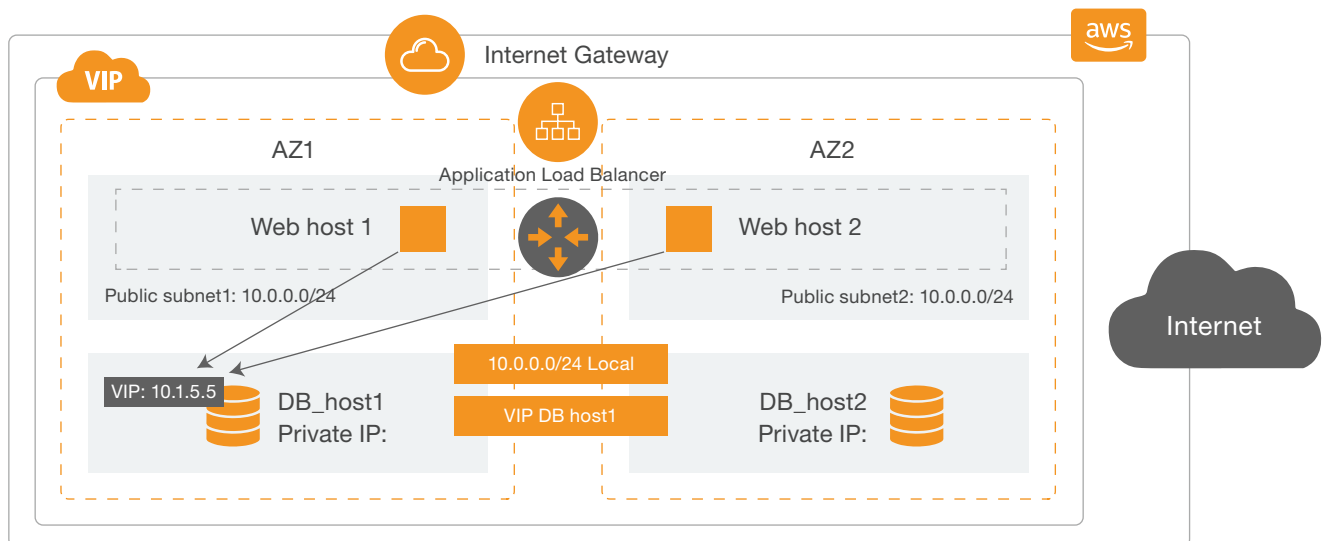 aws
Internet Gateway
VIP
AZ1
AZ2
Application Load Balancer
Web host 1
Web host 2
Public subnet1: 10.0.0.0/24
Public subnet2: 10.0.0.0/24
Internet
10.0.0.0/24 Local
VIP: 10.1.5.5
DB_host1
Private IP:
VIP DB host1
DB_host2
Private IP: